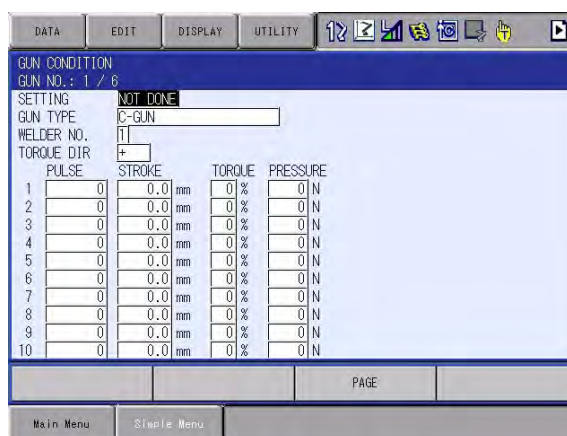 DATA EDIT DISPLAY UTILITY
GUN CONDITION
GUN NO.: 1 / 6
SETTING NOT DONE
GUN TYPE C-GUN
WELDER NO. 1
TORQUE DIR +
PULSE STROKE TORQUE PRESSURE
1 0 0.0 mm 0 % 0 N
2 0 0.0 mm 0 % 0 N
3 0 0.0 mm 0 % 0 N
4 0 0.0 mm 0 % 0 N
5 0 0.0 mm 0 % 0 N
6 0 0.0 mm 0 % 0 N
7 0 0.0 mm 0 % 0 N
8 0 0.0 mm 0 % 0 N
9 0 0.0 mm 0 % 0 N
10 0 0.0 mm 0 % 0 N
PAGE
Main Menu Simple Menu